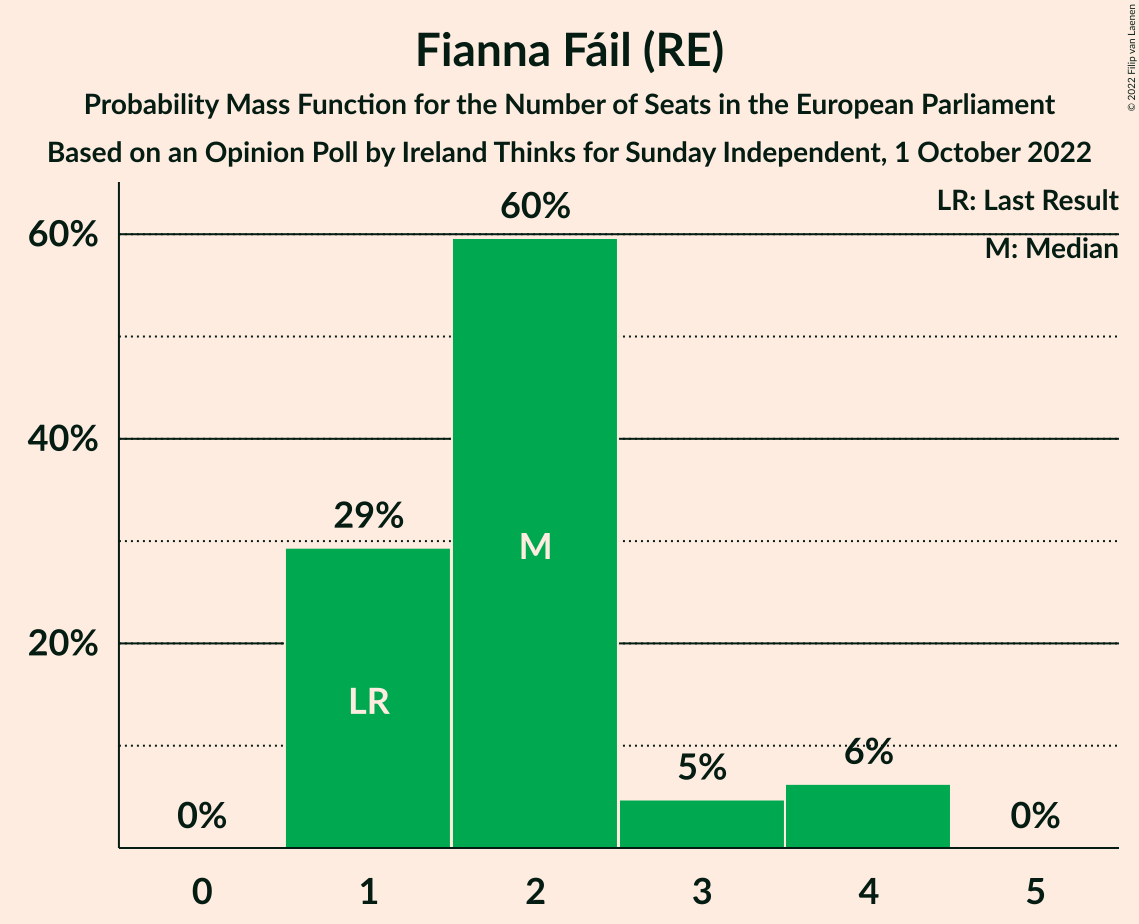 Fianna Fáil (RE)
Probability Mass Function for the Number of Seats in the European Parliament
Based on an Opinion Poll by Ireland Thinks for Sunday Independent, 1 October 2022
© 2022 Filip van Laenen
LR: Last Result
M: Median
60%
40%
20%
0%
29%
60%
5%
6%
0%
LR
M
0
1
2
3
4
5